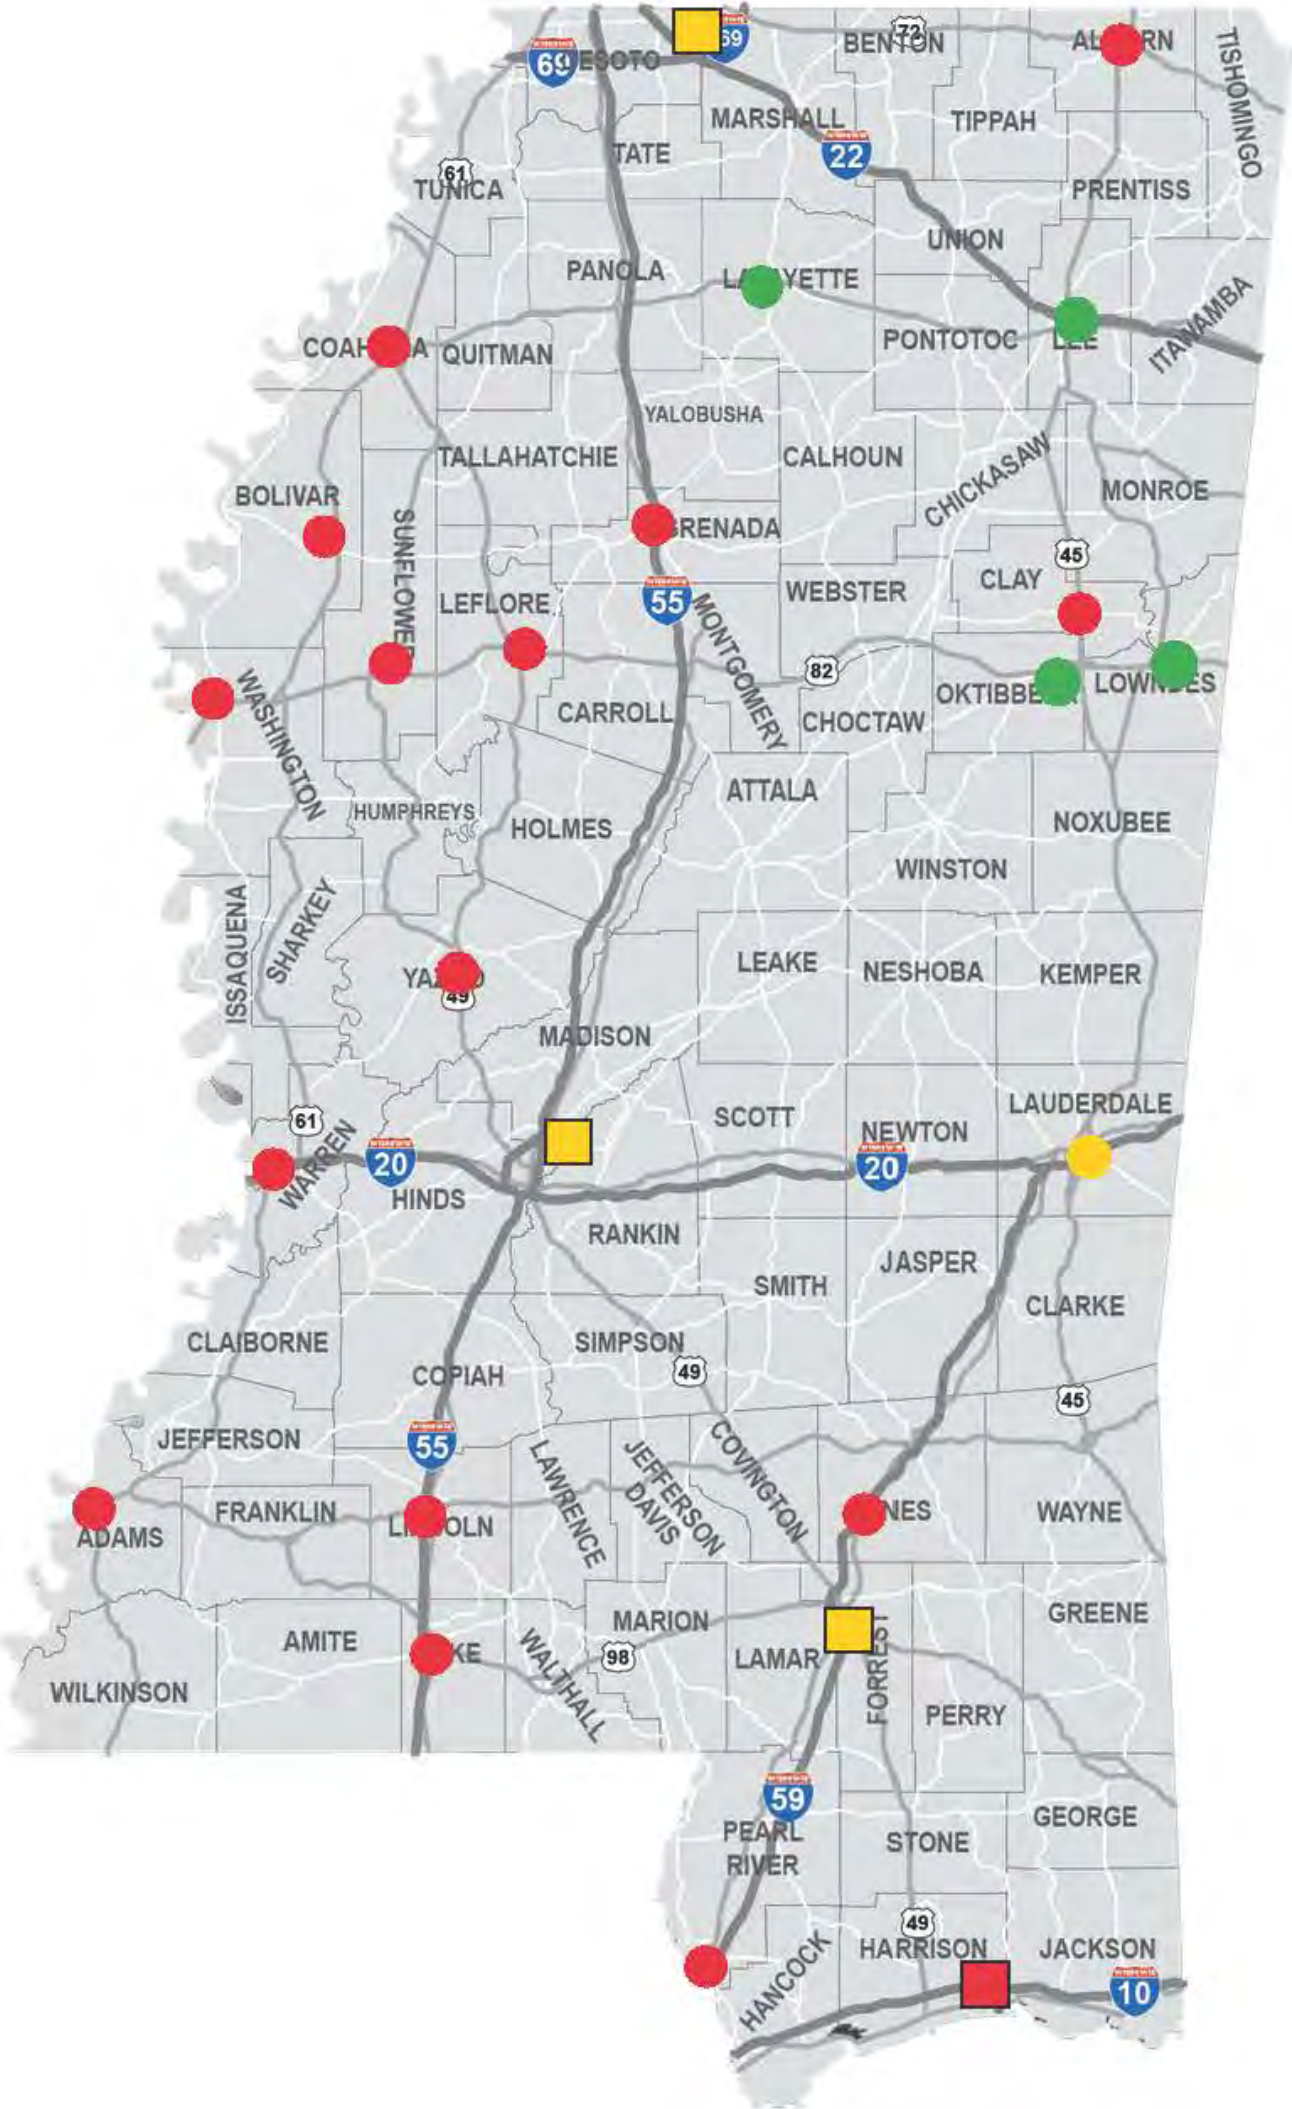 69
72
BENTON
TISHOMINGO
69
MARSHALL
TIPPAH
TATE
22
61
TUNICA
PRENTISS
UNION
PANOLA
ITAWAMBA
PONTOTOC
QUITMAN
YALOBUSHA
TALLAHATCHIE
CALHOUN
CHICKASAW
MONROE
BOLIVAR
SUNFLOWER
45
CLAY
WEBSTER
LEFLORE
55
MONTGOMERY
82
WASHINGTON
CARROLL
CHOCTAW
ATTALA
HUMPHREYS
HOLMES
NOXUBEE
WINSTON
ISSAQUENA
SHARKEY
LEAKE
NESHOBA
KEMPER
49
MADISON
61
SCOTT
LAUDERDALE
NEWTON
WARREN
20
20
HINDS
RANKIN
JASPER
SMITH
CLARKE
CLAIBORNE
SIMPSON
COPIAH
49
45
JEFFERSON
55
LAWRENCE
JEFFERSON
DAVIS
COVINGTON
FRANKLIN
WAYNE
ADAMS
MARION
GREENE
AMITE
WALTHALL
98
LAMAR
FORREST
WILKINSON
PERRY
59
GEORGE
PEARL
RIVER
STONE
49
HARRISON
JACKSON
HANCOCK
10